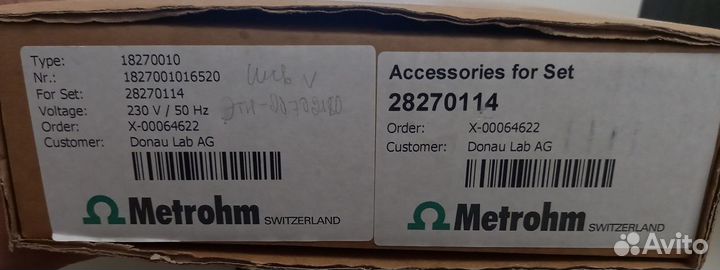 Type: 18270010
Nr.: 1827001016520
For Set: 28270114
Voltage: 230 V / 50 Hz
Order: X-00064622
Customer: Donau Lab AG
Metrohm SWITZERLAND
Accessories for Set
28270114
Order: X-00064622
Customer: Donau Lab AG
Metrohm SWITZERLAND
Avito